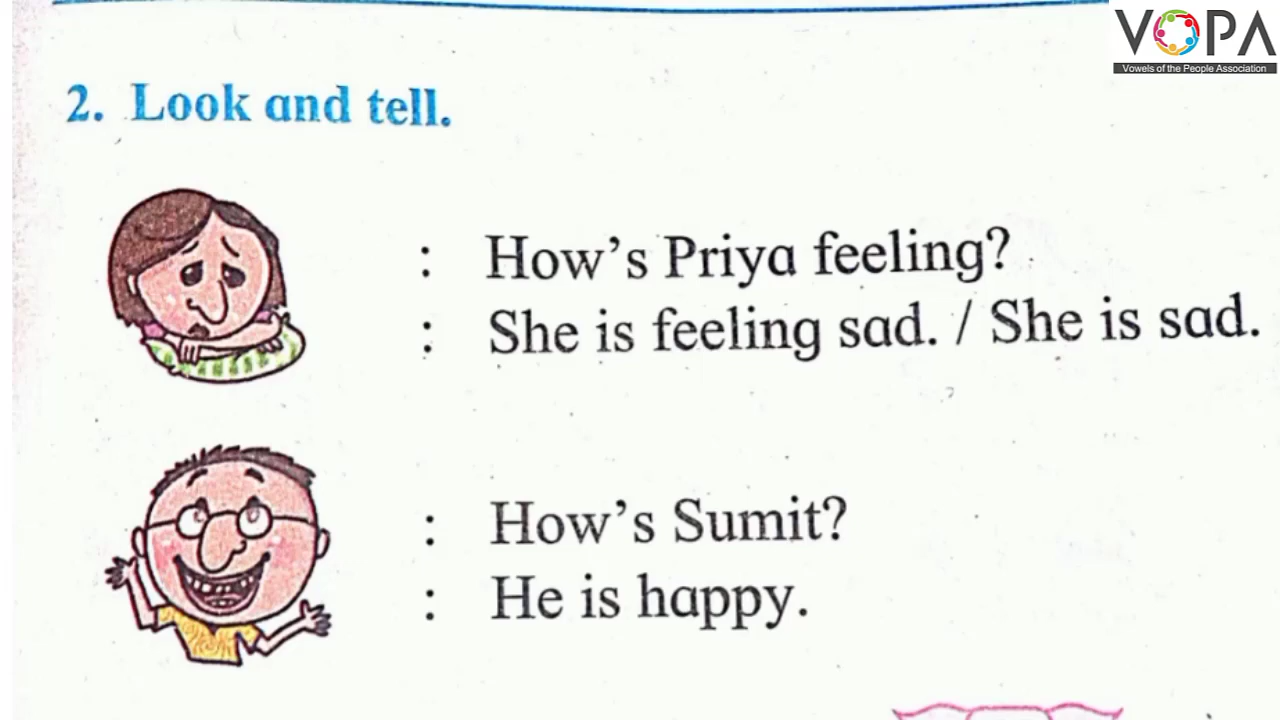 VOPA
Vowels of the People Association
2. Look and tell.
: How's Priya feeling?
: She is feeling sad. / She is sad.
: How's Sumit?
: He is happy.